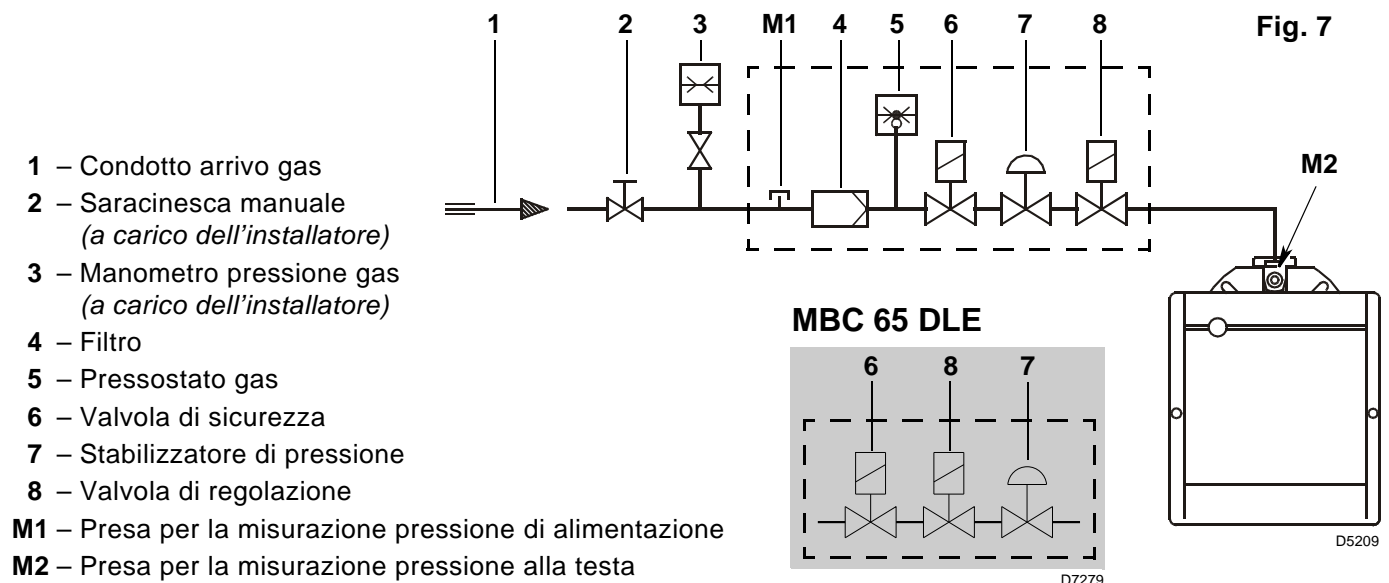 1 2 3 M1 4 5 6 7 8 Fig. 7
1 – Condotto arrivo gas
2 – Saracinesca manuale
(a carico dell'installatore)
3 – Manometro pressione gas
(a carico dell'installatore)
4 – Filtro
5 – Pressostato gas
6 – Valvola di sicurezza
7 – Stabilizzatore di pressione
8 – Valvola di regolazione
M1 – Presa per la misurazione pressione di alimentazione
M2 – Presa per la misurazione pressione alla testa
M2
MBC 65 DLE
6 8 7
D7279
D5209